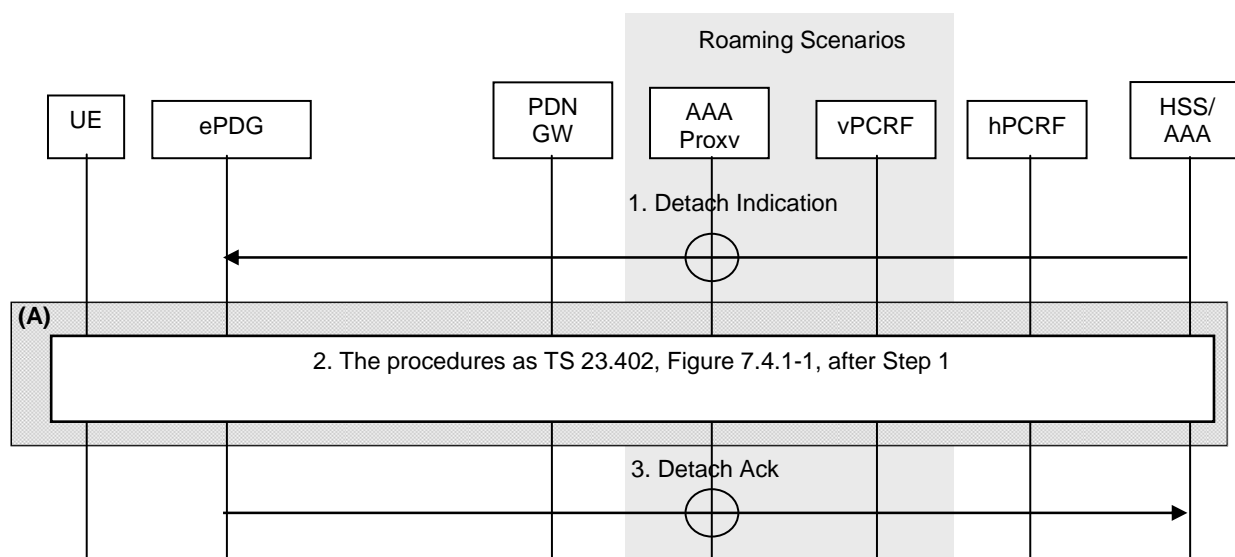 Roaming Scenarios
UE
ePDG
PDN
GW
AAA
Proxv
vPCRF
hPCRF
HSS/
AAA
1. Detach Indication
(A)
2. The procedures as TS 23.402, Figure 7.4.1-1, after Step 1
3. Detach Ack